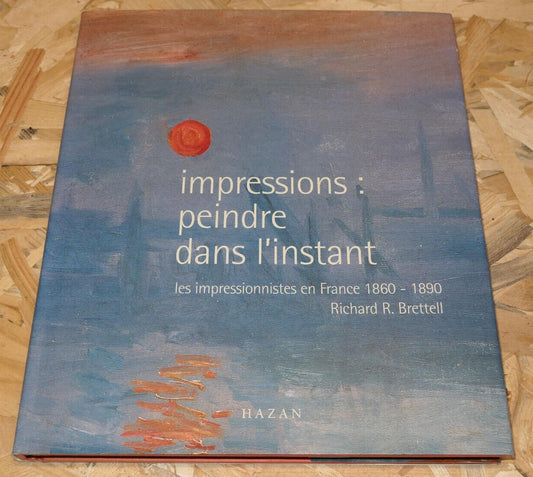 impressions :
peindre
dans l'instant
les impressionnistes en France 1860 - 1890
Richard R. Brettell
HAZAN